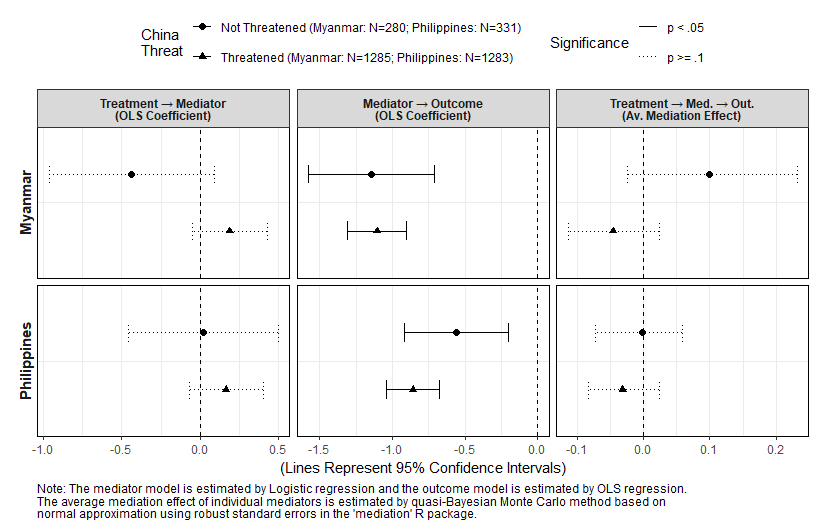 China
Threat
Not Threatened (Myanmar: N=280; Philippines: N=331)
Threatened (Myanmar: N=1285; Philippines: N=1283)
Significance
p < .05
p >= .1
Treatment → Mediator
(OLS Coefficient)
Mediator → Outcome
(OLS Coefficient)
Treatment → Med. → Out.
(Av. Mediation Effect)
Myanmar
Philippines
-1.0 -0.5 0.0 0.5
-1.5 -1.0 -0.5 0.0
-0.1 0.0 0.1 0.2
(Lines Represent 95% Confidence Intervals)
Note: The mediator model is estimated by Logistic regression and the outcome model is estimated by OLS regression.
The average mediation effect of individual mediators is estimated by quasi-Bayesian Monte Carlo method based on
normal approximation using robust standard errors in the 'mediation' R package.